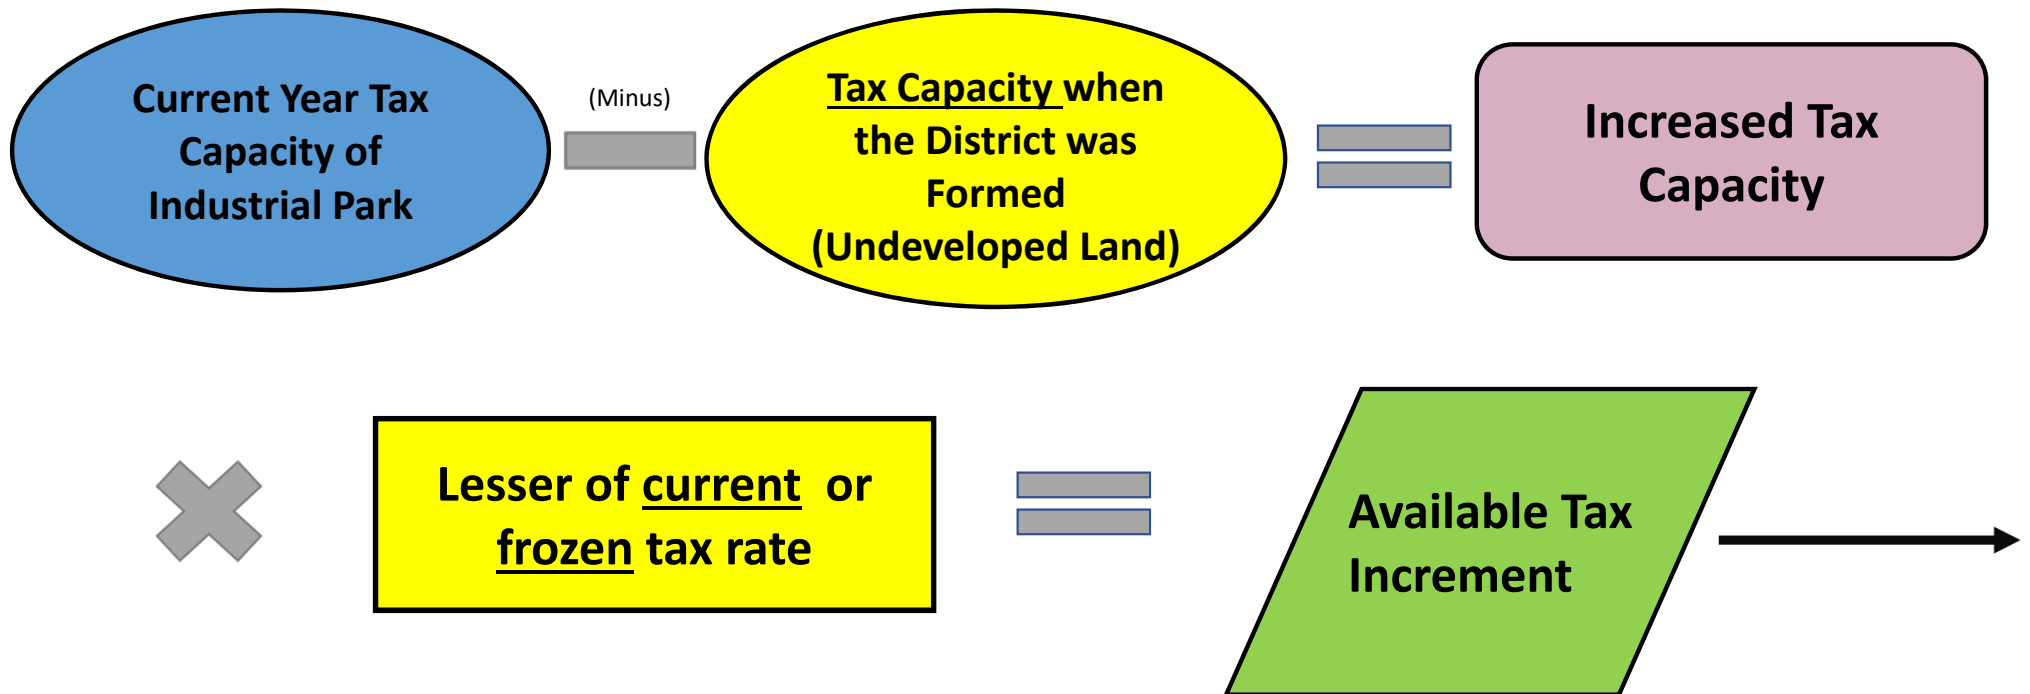 Current Year Tax
Capacity of
Industrial Park
(Minus)
Tax Capacity when
the District was
Formed
(Undeveloped Land)
Increased Tax
Capacity
Lesser of current or
frozen tax rate
Available Tax
Increment